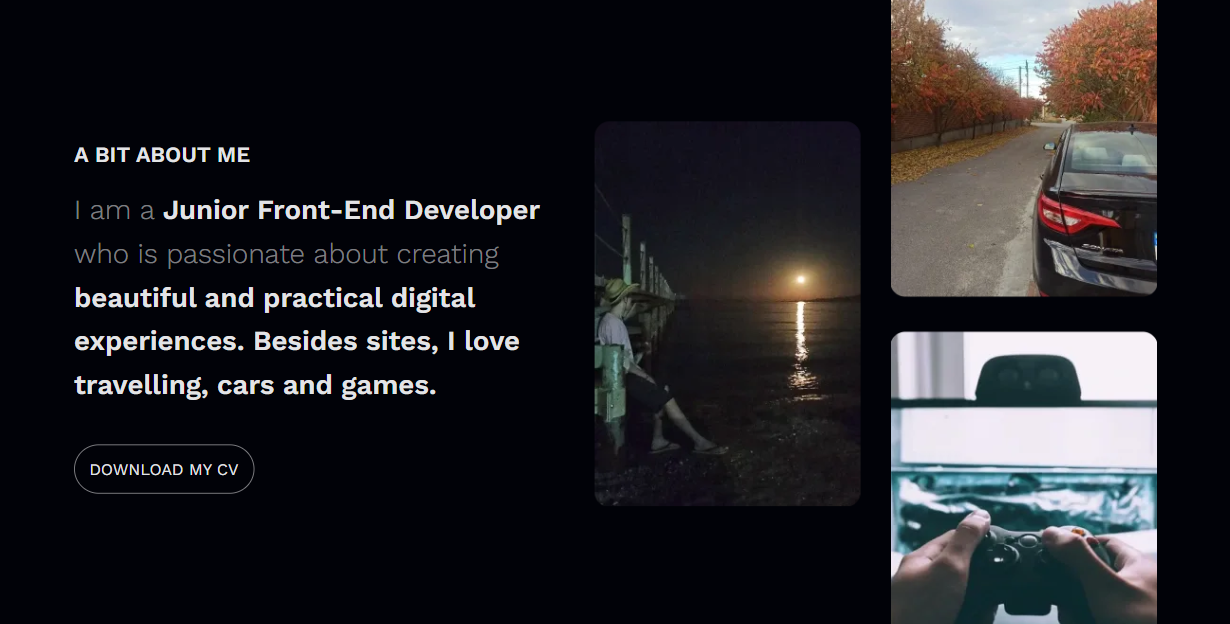 A BIT ABOUT ME
I am a Junior Front-End Developer
who is passionate about creating
beautiful and practical digital
experiences. Besides sites, I love
travelling, cars and games.
DOWNLOAD MY CV